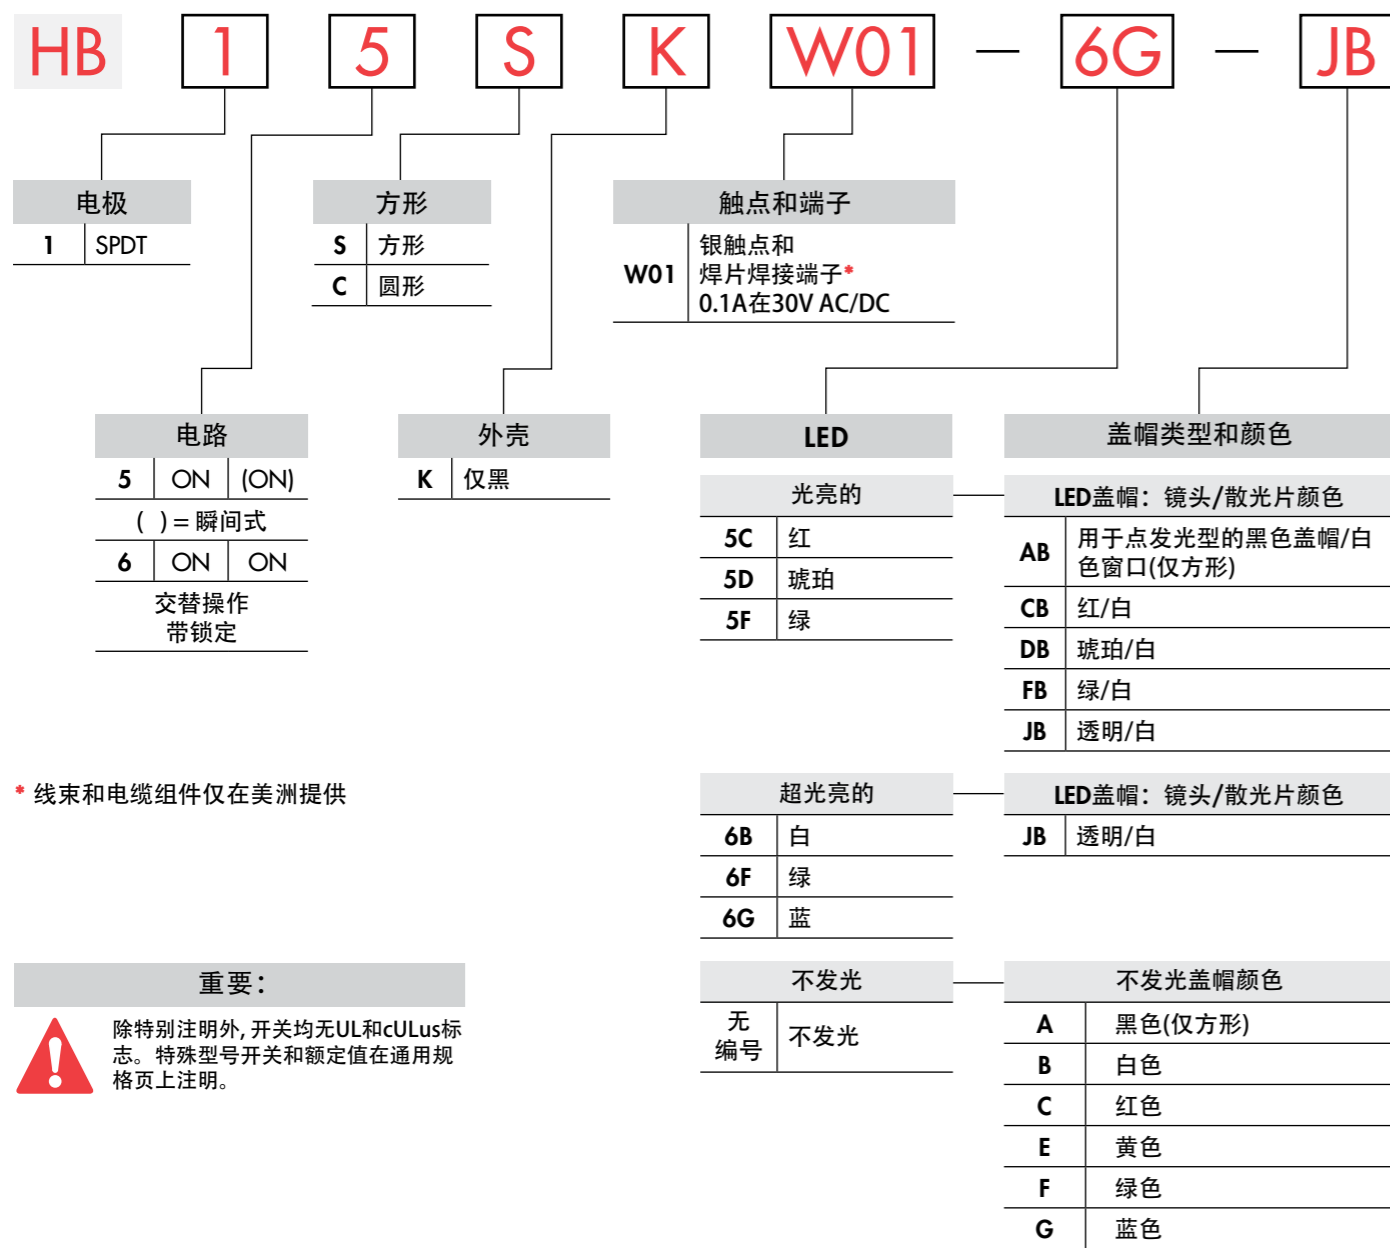 HB 1 5 S K W01 — 6G — JB
电极
1 SPDT
方形
S 方形
C 圆形
触点和端子
W01 银触点和
焊片焊接端子*
0.1A在30V AC/DC
电路
5 ON (ON)
( ) = 瞬间式
6 ON ON
交替操作
带锁定
外壳
K 仅黑
LED
光亮的
5C 红
5D 琥珀
5F 绿
盖帽类型和颜色
LED盖帽：镜头/散光片颜色
AB 用于点发光型的黑色盖帽/白
色窗口(仅方形)
CB 红/白
DB 琥珀/白
FB 绿/白
JB 透明/白
* 线束和电缆组件仅在美洲提供
超光亮的
6B 白
6F 绿
6G 蓝
LED盖帽：镜头/散光片颜色
JB 透明/白
重要：
除特别注明外, 开关均无UL和cULus标
志。特殊型号开关和额定值在通用规
格页上注明。
不发光
无
编号
不发光
不发光盖帽颜色
A 黑色(仅方形)
B 白色
C 红色
E 黄色
F 绿色
G 蓝色